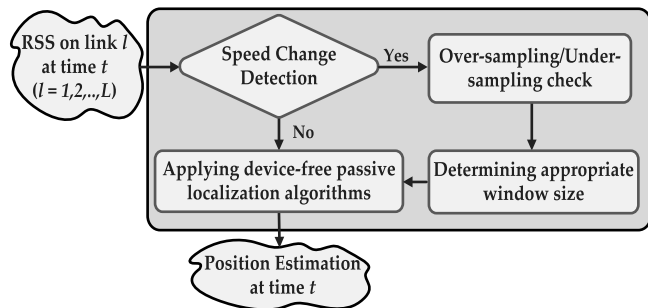 RSS on link l
at time t
(l = 1,2,..,L)
Speed Change
Detection
Yes
Over-sampling/Under-
sampling check
No
Applying device-free passive
localization algorithms
Determining appropriate
window size
Position Estimation
at time t